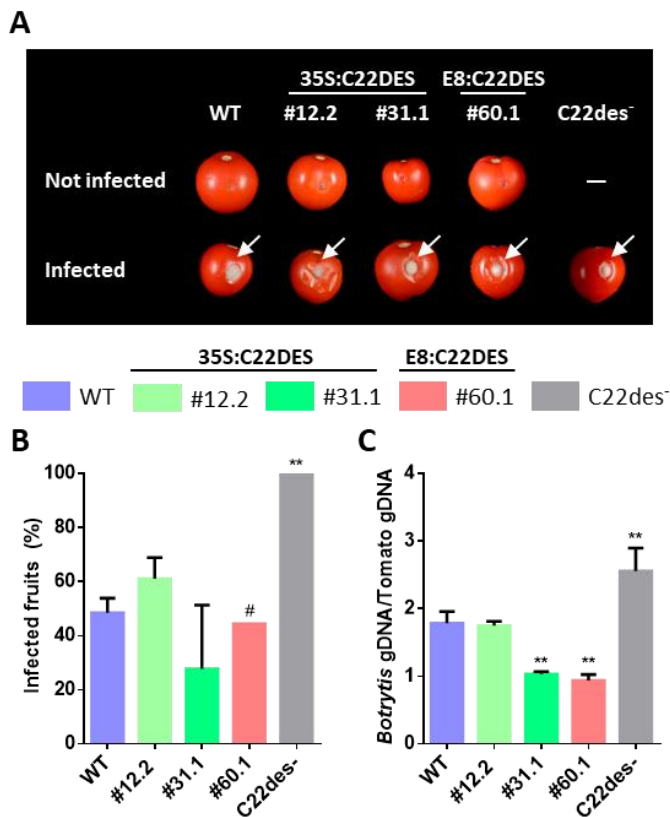 A
35S:C22DES E8:C22DES
WT #12.2 #31.1 #60.1 C22des⁻
Not infected —
Infected
35S:C22DES E8:C22DES
WT #12.2 #31.1 #60.1 C22des⁻
B
Infected fruits (%)
100
80
60
40
20
0
**
#
WT #12.2 #31.1 #60.1 C22des-
C
Botrytis gDNA/Tomato gDNA
4
3
2
1
0
** ** **
WT #12.2 #31.1 #60.1 C22des-